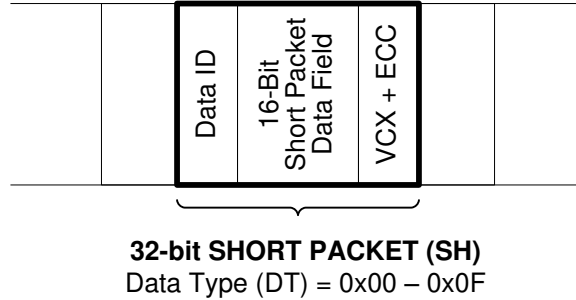 Data ID
16-Bit
Short Packet
Data Field
VCX + ECC
32-bit SHORT PACKET (SH)
Data Type (DT) = 0x00 – 0x0F